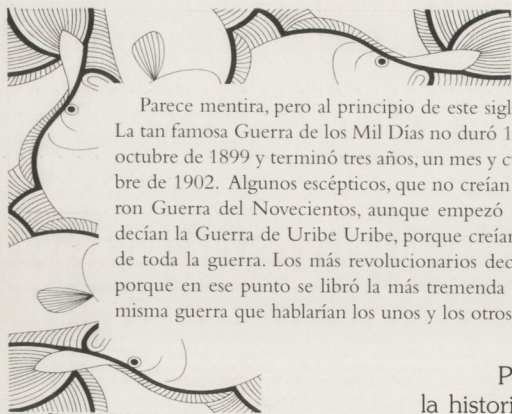 Parece mentira, pero al principio de este sigl
La tan famosa Guerra de los Mil Días no duró 1
octubre de 1899 y terminó tres años, un mes y c
bre de 1902. Algunos escépticos, que no creían
ron Guerra del Novecientos, aunque empezó
decían la Guerra de Uribe Uribe, porque creían
de toda la guerra. Los más revolucionarios dec
porque en ese punto se libró la más tremenda
misma guerra que hablarían los unos y los otros
P
la histori